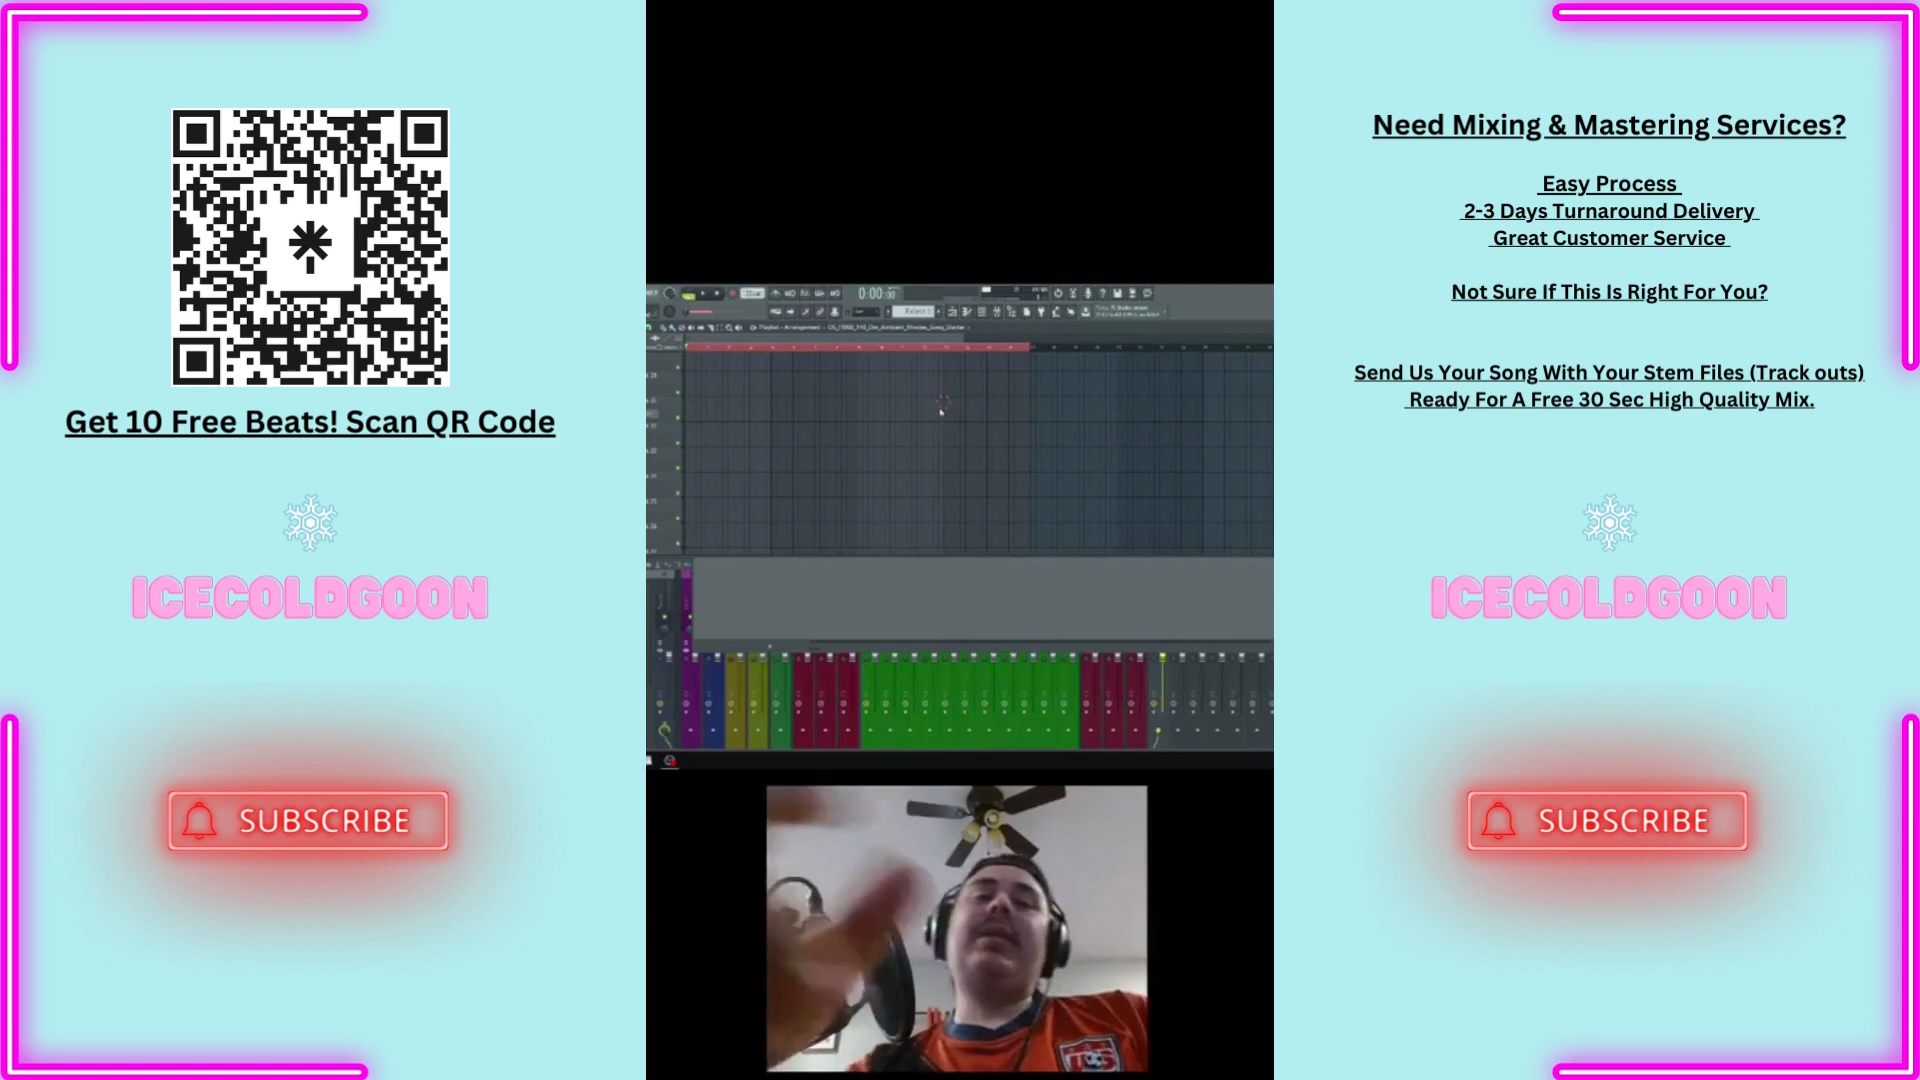 Get 10 Free Beats! Scan QR Code
ICECOLDGOON
SUBSCRIBE
0:00:00
Need Mixing & Mastering Services?
Easy Process
2-3 Days Turnaround Delivery
Great Customer Service
Not Sure If This Is Right For You?
Send Us Your Song With Your Stem Files (Track outs)
Ready For A Free 30 Sec High Quality Mix.
ICECOLDGOON
SUBSCRIBE